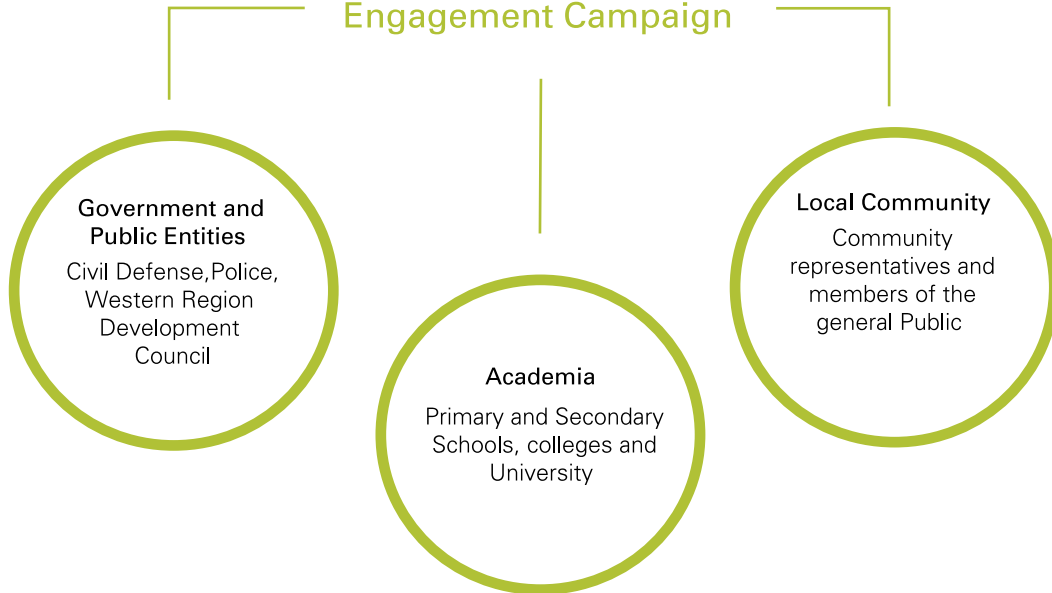 Engagement Campaign
Government and
Public Entities
Civil Defense,Police,
Western Region
Development
Council
Academia
Primary and Secondary
Schools, colleges and
University
Local Community
Community
representatives and
members of the
general Public